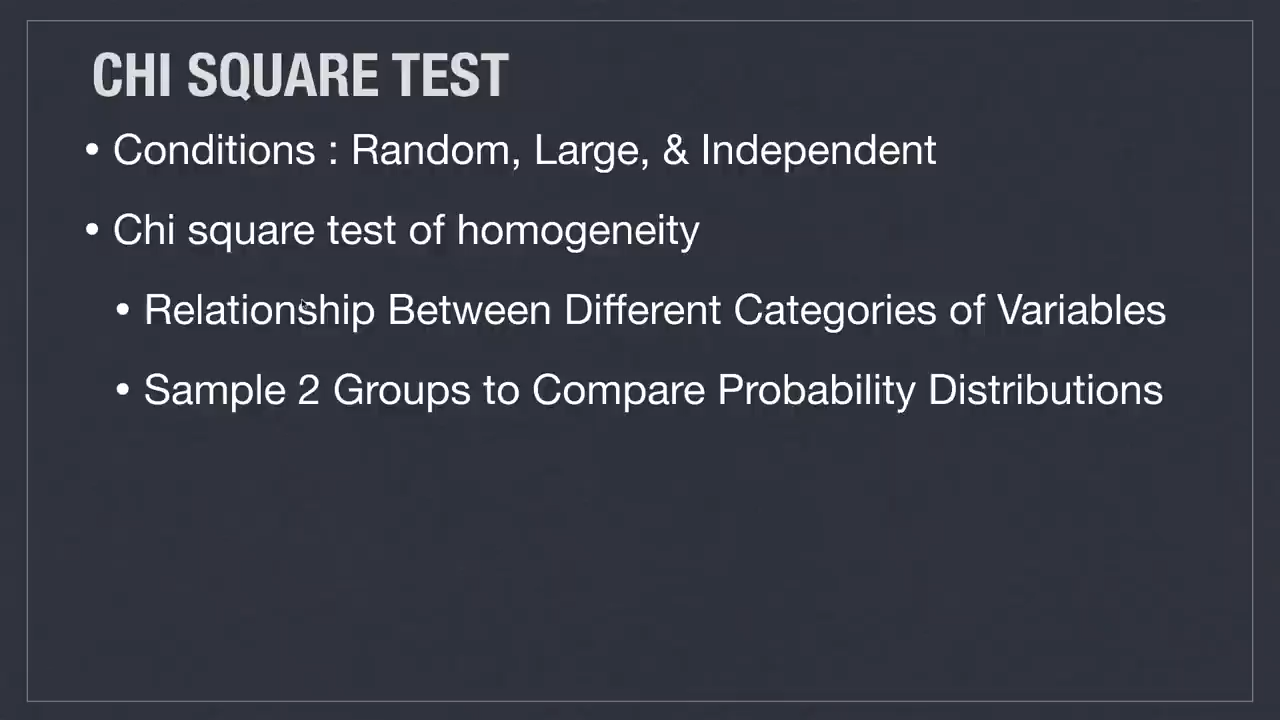 CHI SQUARE TEST
• Conditions : Random, Large, & Independent
• Chi square test of homogeneity
• Relationship Between Different Categories of Variables
• Sample 2 Groups to Compare Probability Distributions